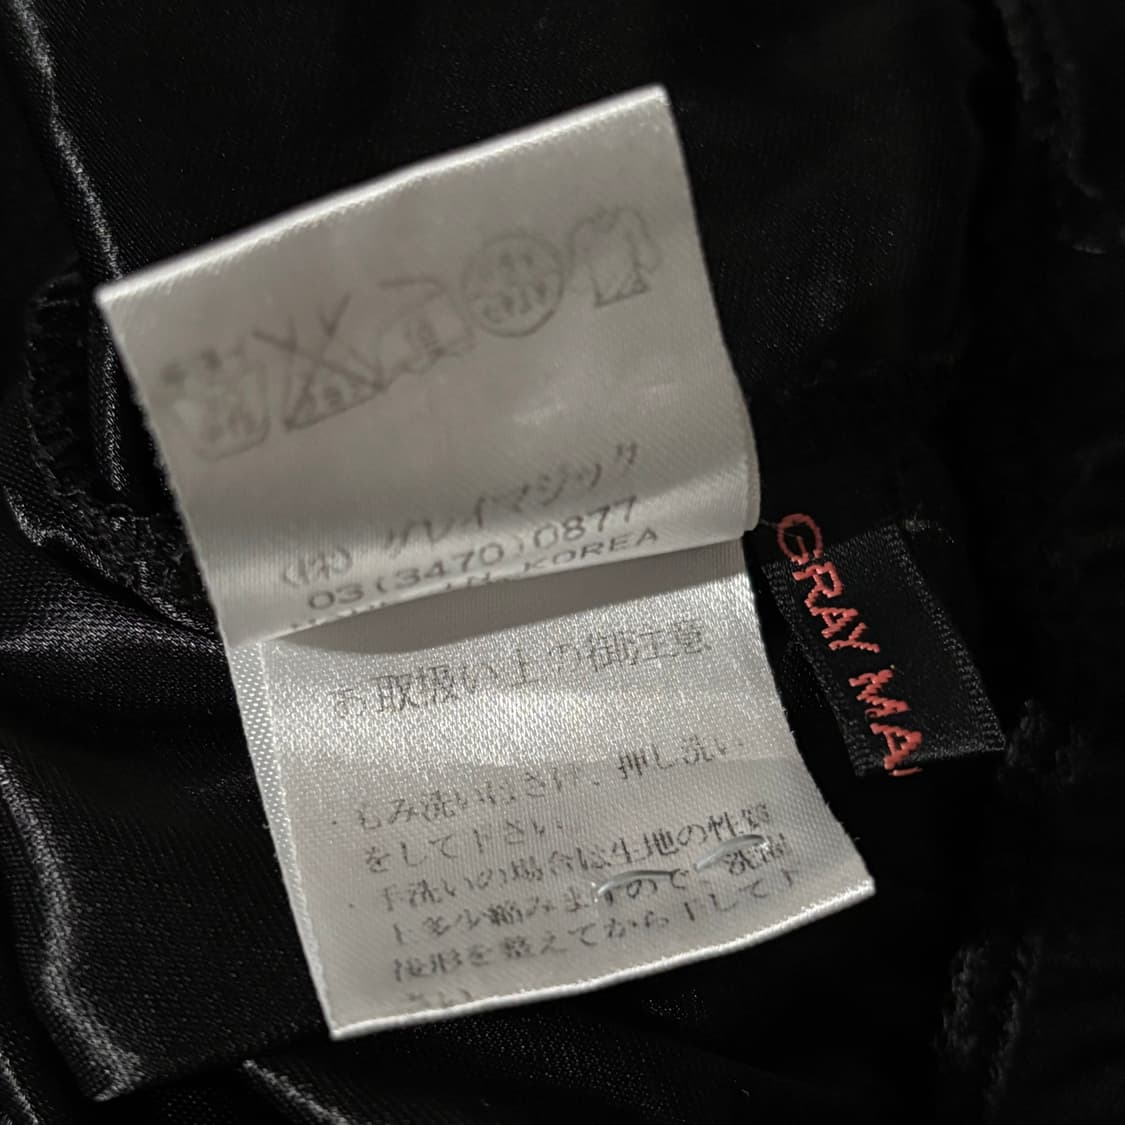 (株) グレイマジック
03(3470)0877
IN KOREA
お取扱い上の御注意
・もみ洗いは さけ、押し洗い
をして下さい。
・手洗いの場合は生地の性質
上多少縮みますので 洗濯
後形を整えてから干して下
さい
GRAY MA